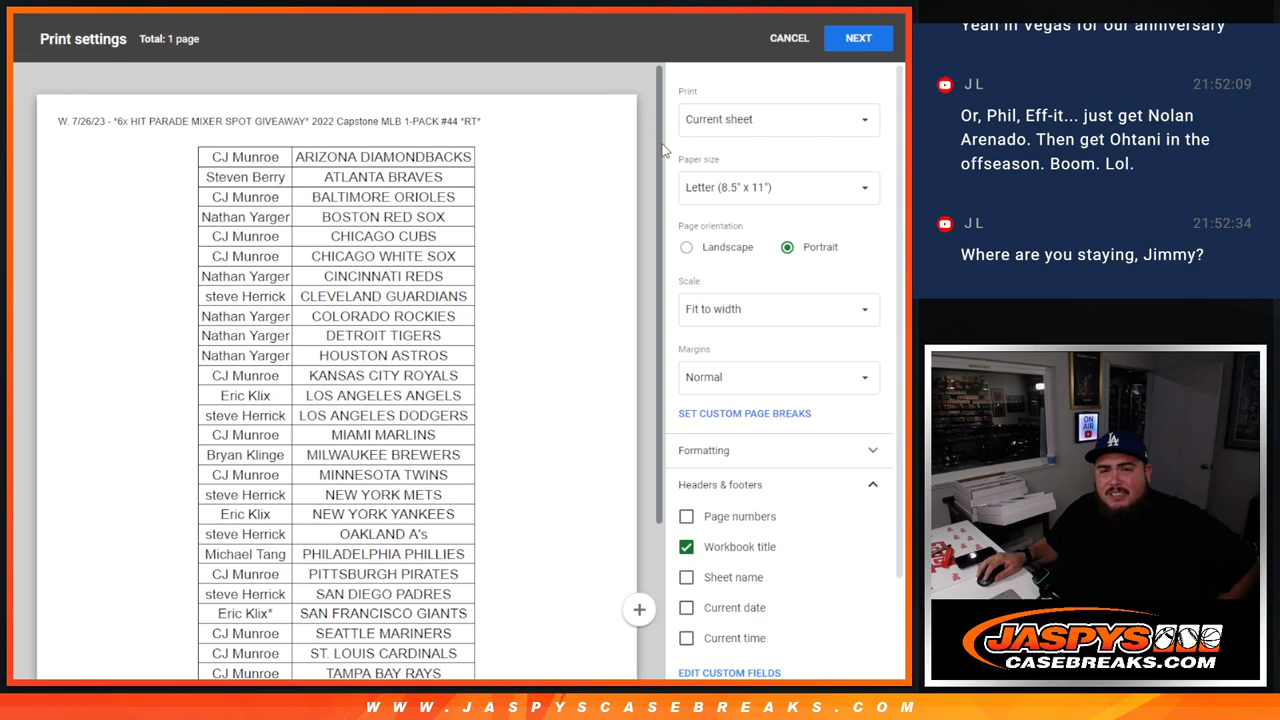 Print settings Total: 1 page
CANCEL NEXT
W. 7/26/23 - *6x HIT PARADE MIXER SPOT GIVEAWAY* 2022 Capstone MLB 1-PACK #44 *RT*
CJ Munroe ARIZONA DIAMONDBACKS
Steven Berry ATLANTA BRAVES
CJ Munroe BALTIMORE ORIOLES
Nathan Yarger BOSTON RED SOX
CJ Munroe CHICAGO CUBS
CJ Munroe CHICAGO WHITE SOX
Nathan Yarger CINCINNATI REDS
steve Herrick CLEVELAND GUARDIANS
Nathan Yarger COLORADO ROCKIES
Nathan Yarger DETROIT TIGERS
Nathan Yarger HOUSTON ASTROS
CJ Munroe KANSAS CITY ROYALS
Eric Klix LOS ANGELES ANGELS
steve Herrick LOS ANGELES DODGERS
CJ Munroe MIAMI MARLINS
Bryan Klinge MILWAUKEE BREWERS
CJ Munroe MINNESOTA TWINS
steve Herrick NEW YORK METS
Eric Klix NEW YORK YANKEES
steve Herrick OAKLAND A's
Michael Tang PHILADELPHIA PHILLIES
CJ Munroe PITTSBURGH PIRATES
steve Herrick SAN DIEGO PADRES
Eric Klix* SAN FRANCISCO GIANTS
CJ Munroe SEATTLE MARINERS
CJ Munroe ST. LOUIS CARDINALS
CJ Munroe TAMPA BAY RAYS
Print
Current sheet
Paper size
Letter (8.5" x 11")
Page orientation
Landscape Portrait
Scale
Fit to width
Margins
Normal
SET CUSTOM PAGE BREAKS
Formatting
Headers & footers
Page numbers
Workbook title
Sheet name
Current date
Current time
EDIT CUSTOM FIELDS
Yeah in Vegas for our anniversary
J L 21:52:09
Or, Phil, Eff-it... just get Nolan
Arenado. Then get Ohtani in the
offseason. Boom. Lol.
J L 21:52:34
Where are you staying, Jimmy?
ON AIR
LA
JASPYS
CASEBREAKS.COM
WWW.JASPYSCASEBREAKS.COM